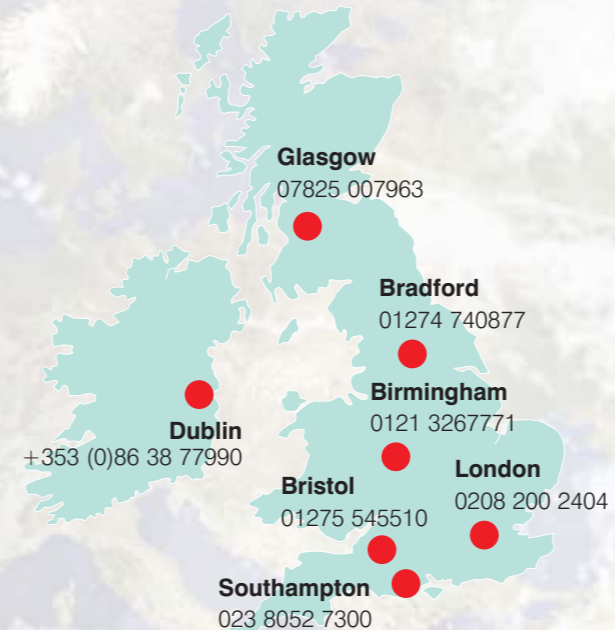 Glasgow
07825 007963
Bradford
01274 740877
Birmingham
0121 3267771
Dublin
+353 (0)86 38 77990
London
0208 200 2404
Bristol
01275 545510
Southampton
023 8052 7300